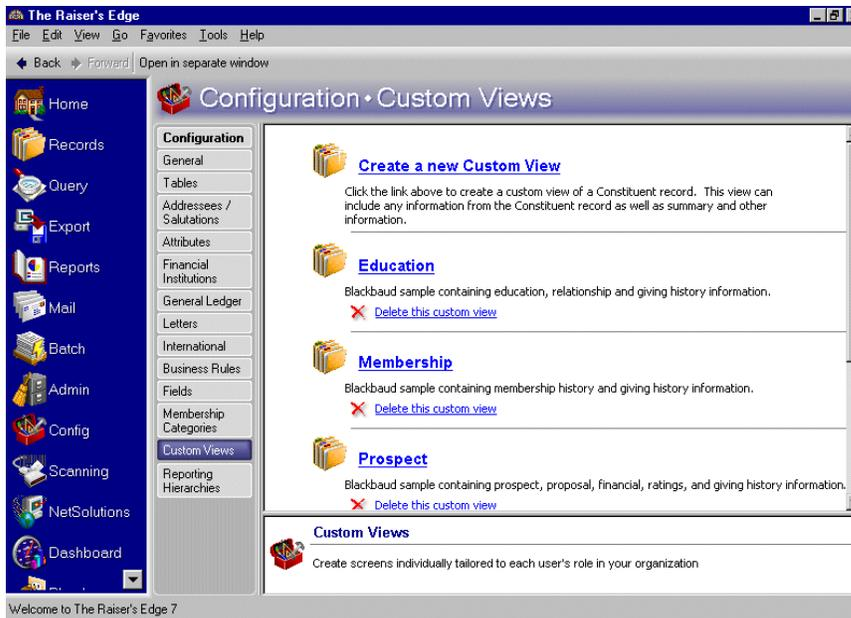 The Raiser's Edge
File Edit View Go Favorites Tools Help
Back Forward Open in separate window
Home
Records
Query
Export
Reports
Mail
Batch
Admin
Config
Scanning
NetSolutions
Dashboard
Configuration • Custom Views
Configuration
General
Tables
Addressees /
Salutations
Attributes
Financial
Institutions
General Ledger
Letters
International
Business Rules
Fields
Membership
Categories
Custom Views
Reporting
Hierarchies
Create a new Custom View
Click the link above to create a custom view of a Constituent record. This view can
include any information from the Constituent record as well as summary and other
information.
Education
Blackbaud sample containing education, relationship and giving history information.
Delete this custom view
Membership
Blackbaud sample containing membership history and giving history information.
Delete this custom view
Prospect
Blackbaud sample containing prospect, proposal, financial, ratings, and giving history information.
Delete this custom view
Custom Views
Create screens individually tailored to each user's role in your organization
Welcome to The Raiser's Edge 7